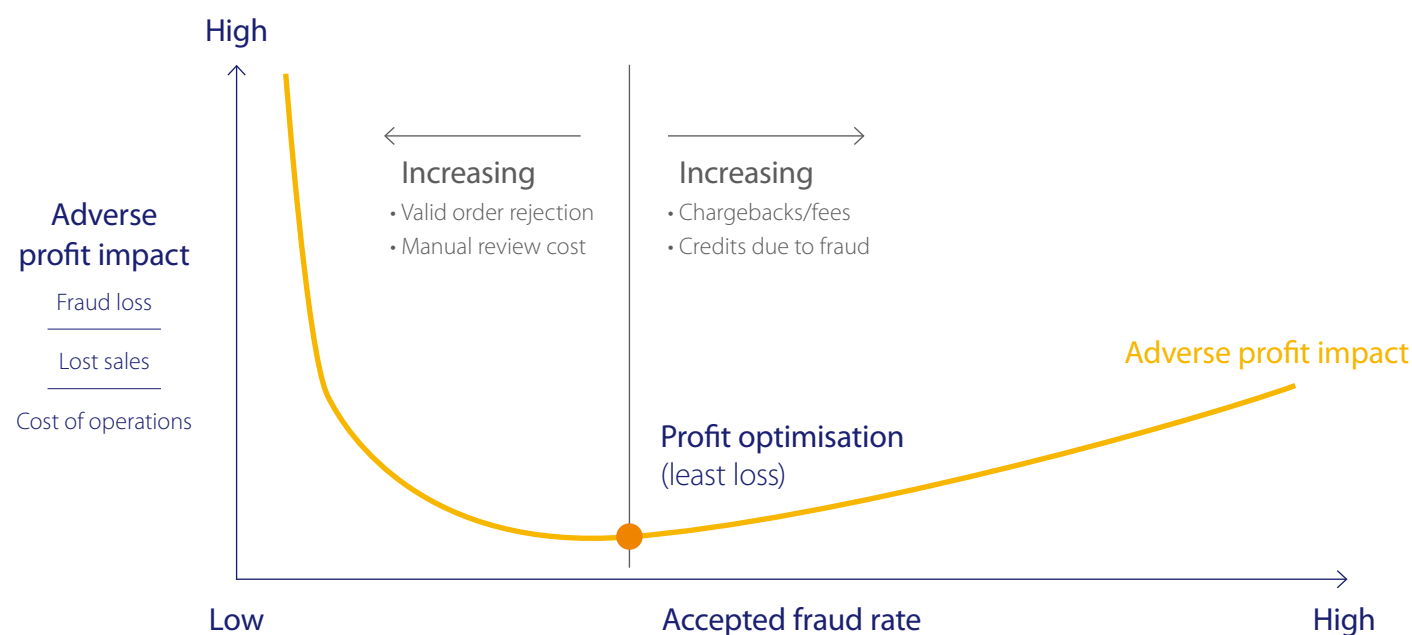 High
Adverse
profit impact
Fraud loss
Lost sales
Cost of operations
Increasing
• Valid order rejection
• Manual review cost
Increasing
• Chargebacks/fees
• Credits due to fraud
Adverse profit impact
Profit optimisation
(least loss)
Low
Accepted fraud rate
High